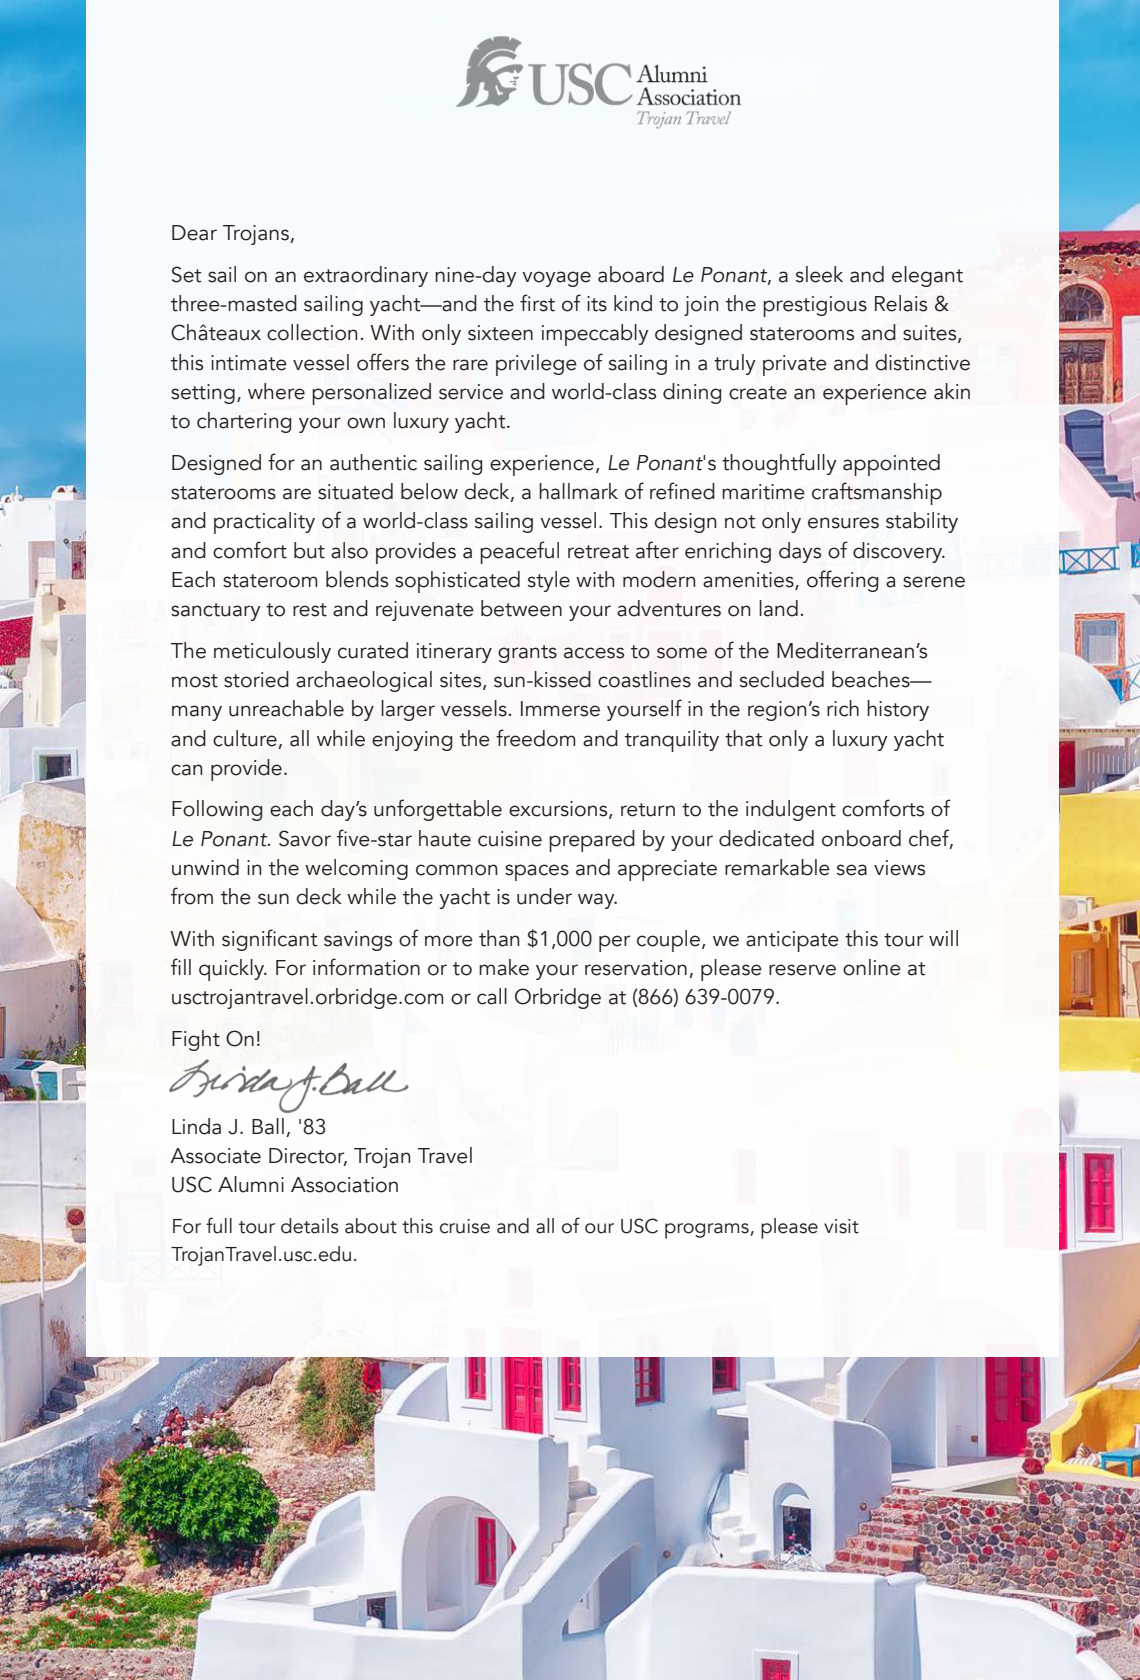 USC Alumni
Association
Trojan Travel
Dear Trojans,
Set sail on an extraordinary nine-day voyage aboard Le Ponant, a sleek and elegant
three-masted sailing yacht—and the first of its kind to join the prestigious Relais &
Châteaux collection. With only sixteen impeccably designed staterooms and suites,
this intimate vessel offers the rare privilege of sailing in a truly private and distinctive
setting, where personalized service and world-class dining create an experience akin
to chartering your own luxury yacht.
Designed for an authentic sailing experience, Le Ponant's thoughtfully appointed
staterooms are situated below deck, a hallmark of refined maritime craftsmanship
and practicality of a world-class sailing vessel. This design not only ensures stability
and comfort but also provides a peaceful retreat after enriching days of discovery.
Each stateroom blends sophisticated style with modern amenities, offering a serene
sanctuary to rest and rejuvenate between your adventures on land.
The meticulously curated itinerary grants access to some of the Mediterranean’s
most storied archaeological sites, sun-kissed coastlines and secluded beaches—
many unreachable by larger vessels. Immerse yourself in the region’s rich history
and culture, all while enjoying the freedom and tranquility that only a luxury yacht
can provide.
Following each day’s unforgettable excursions, return to the indulgent comforts of
Le Ponant. Savor five-star haute cuisine prepared by your dedicated onboard chef,
unwind in the welcoming common spaces and appreciate remarkable sea views
from the sun deck while the yacht is under way.
With significant savings of more than $1,000 per couple, we anticipate this tour will
fill quickly. For information or to make your reservation, please reserve online at
usctrojantravel.orbridge.com or call Orbridge at (866) 639-0079.
Fight On!
Linda J. Ball
Linda J. Ball, '83
Associate Director, Trojan Travel
USC Alumni Association
For full tour details about this cruise and all of our USC programs, please visit
TrojanTravel.usc.edu.